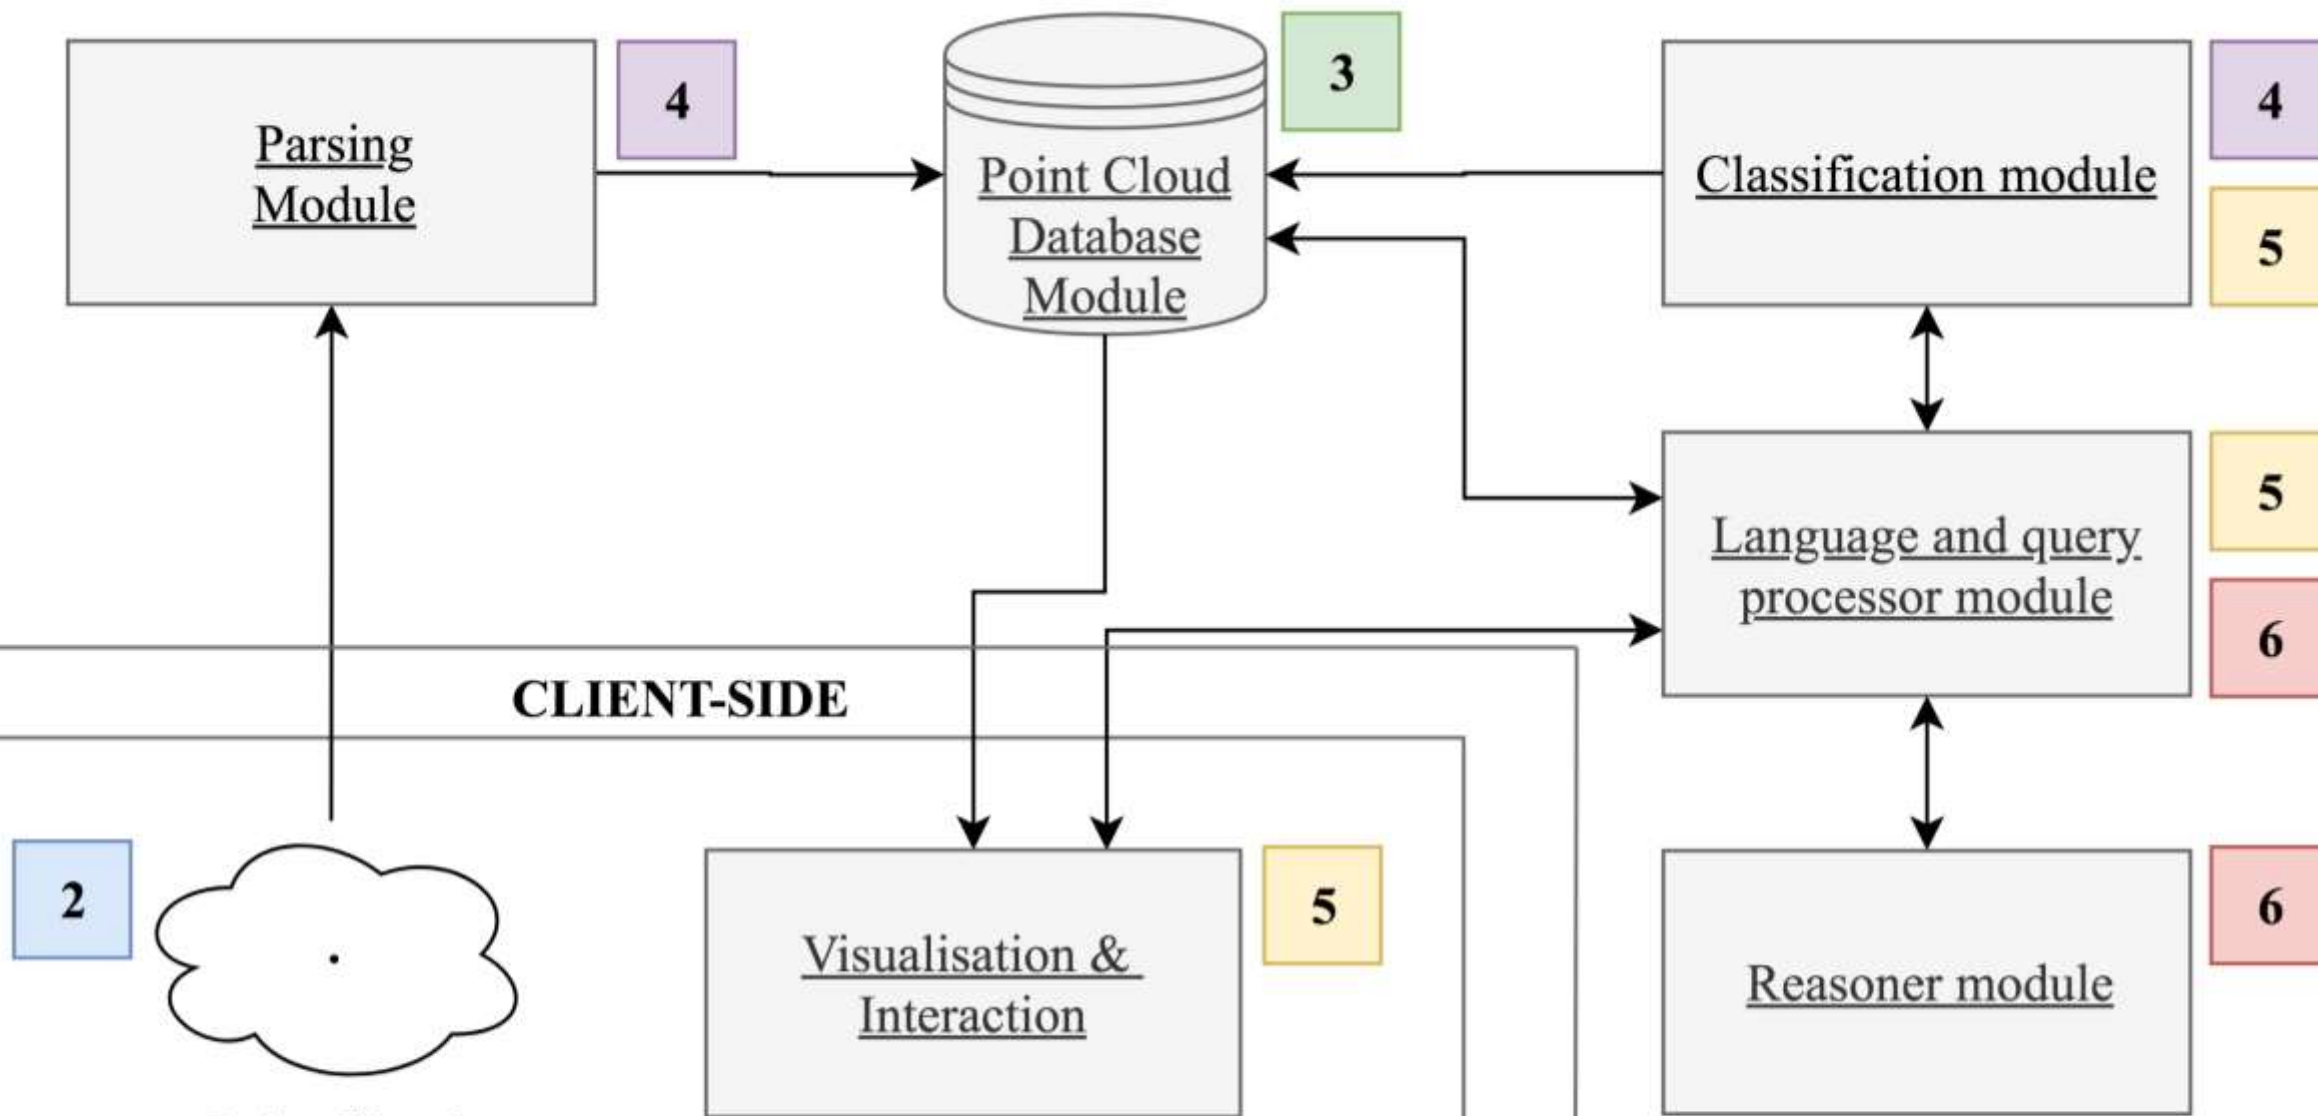 Parsing
Module
4
Point Cloud
Database
Module
3
Classification module
4
5
Language and query
processor module
5
6
CLIENT-SIDE
2
Visualisation &
Interaction
5
Reasoner module
6